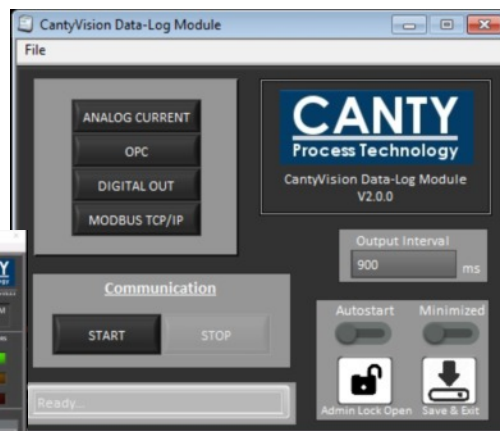 CantyVision Data-Log Module
File
ANALOG CURRENT
OPC
DIGITAL OUT
MODBUS TCP/IP
CANTY
Process Technology
CantyVision Data-Log Module
V2.0.0
Output Interval
900
ms
Communication
START
STOP
Autostart
Minimized
Ready...
Admin Lock Open
Save & Exit